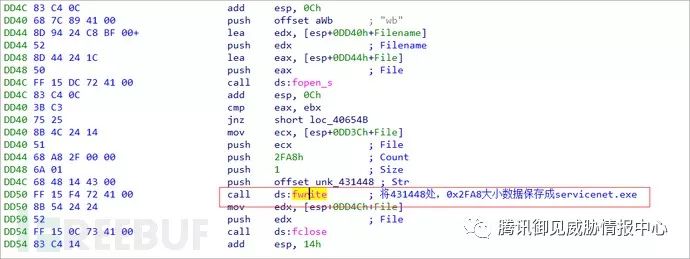 DD4C 83 C4 0C add esp, 0Ch
DD40 68 7C 89 41 00 push offset aWb ; "wb"
DD44 8D 94 24 C8 BF 00+ lea edx, [esp+0DD40h+Filename]
DD44 52 push edx ; Filename
DD48 8D 44 24 1C lea eax, [esp+0DD44h+File]
DD48 50 push eax ; File
DD4C FF 15 DC 72 41 00 call ds:fopen_s
DD4C 83 C4 0C add esp, 0Ch
DD40 3B C3 cmp eax, ebx
DD40 75 25 jnz short loc_40654B
DD40 8B 4C 24 14 mov ecx, [esp+0DD3Ch+File]
DD40 51 push ecx ; File
DD44 68 A8 2F 00 00 push 2FA8h ; Count
DD48 6A 01 push 1 ; Size
DD4C 68 48 14 43 00 push offset unk_431448 ; Str
DD50 FF 15 F4 72 41 00 call ds:fwrite ; 将431448处，0x2FA8大小数据保存成servicenet.exe
DD50 8B 54 24 24 mov edx, [esp+0DD4Ch+File]
DD50 52 push edx ; File
DD54 FF 15 0C 73 41 00 call ds:fclose
DD54 83 C4 14 add esp, 14h
REEBUF
腾讯御见威胁情报中心